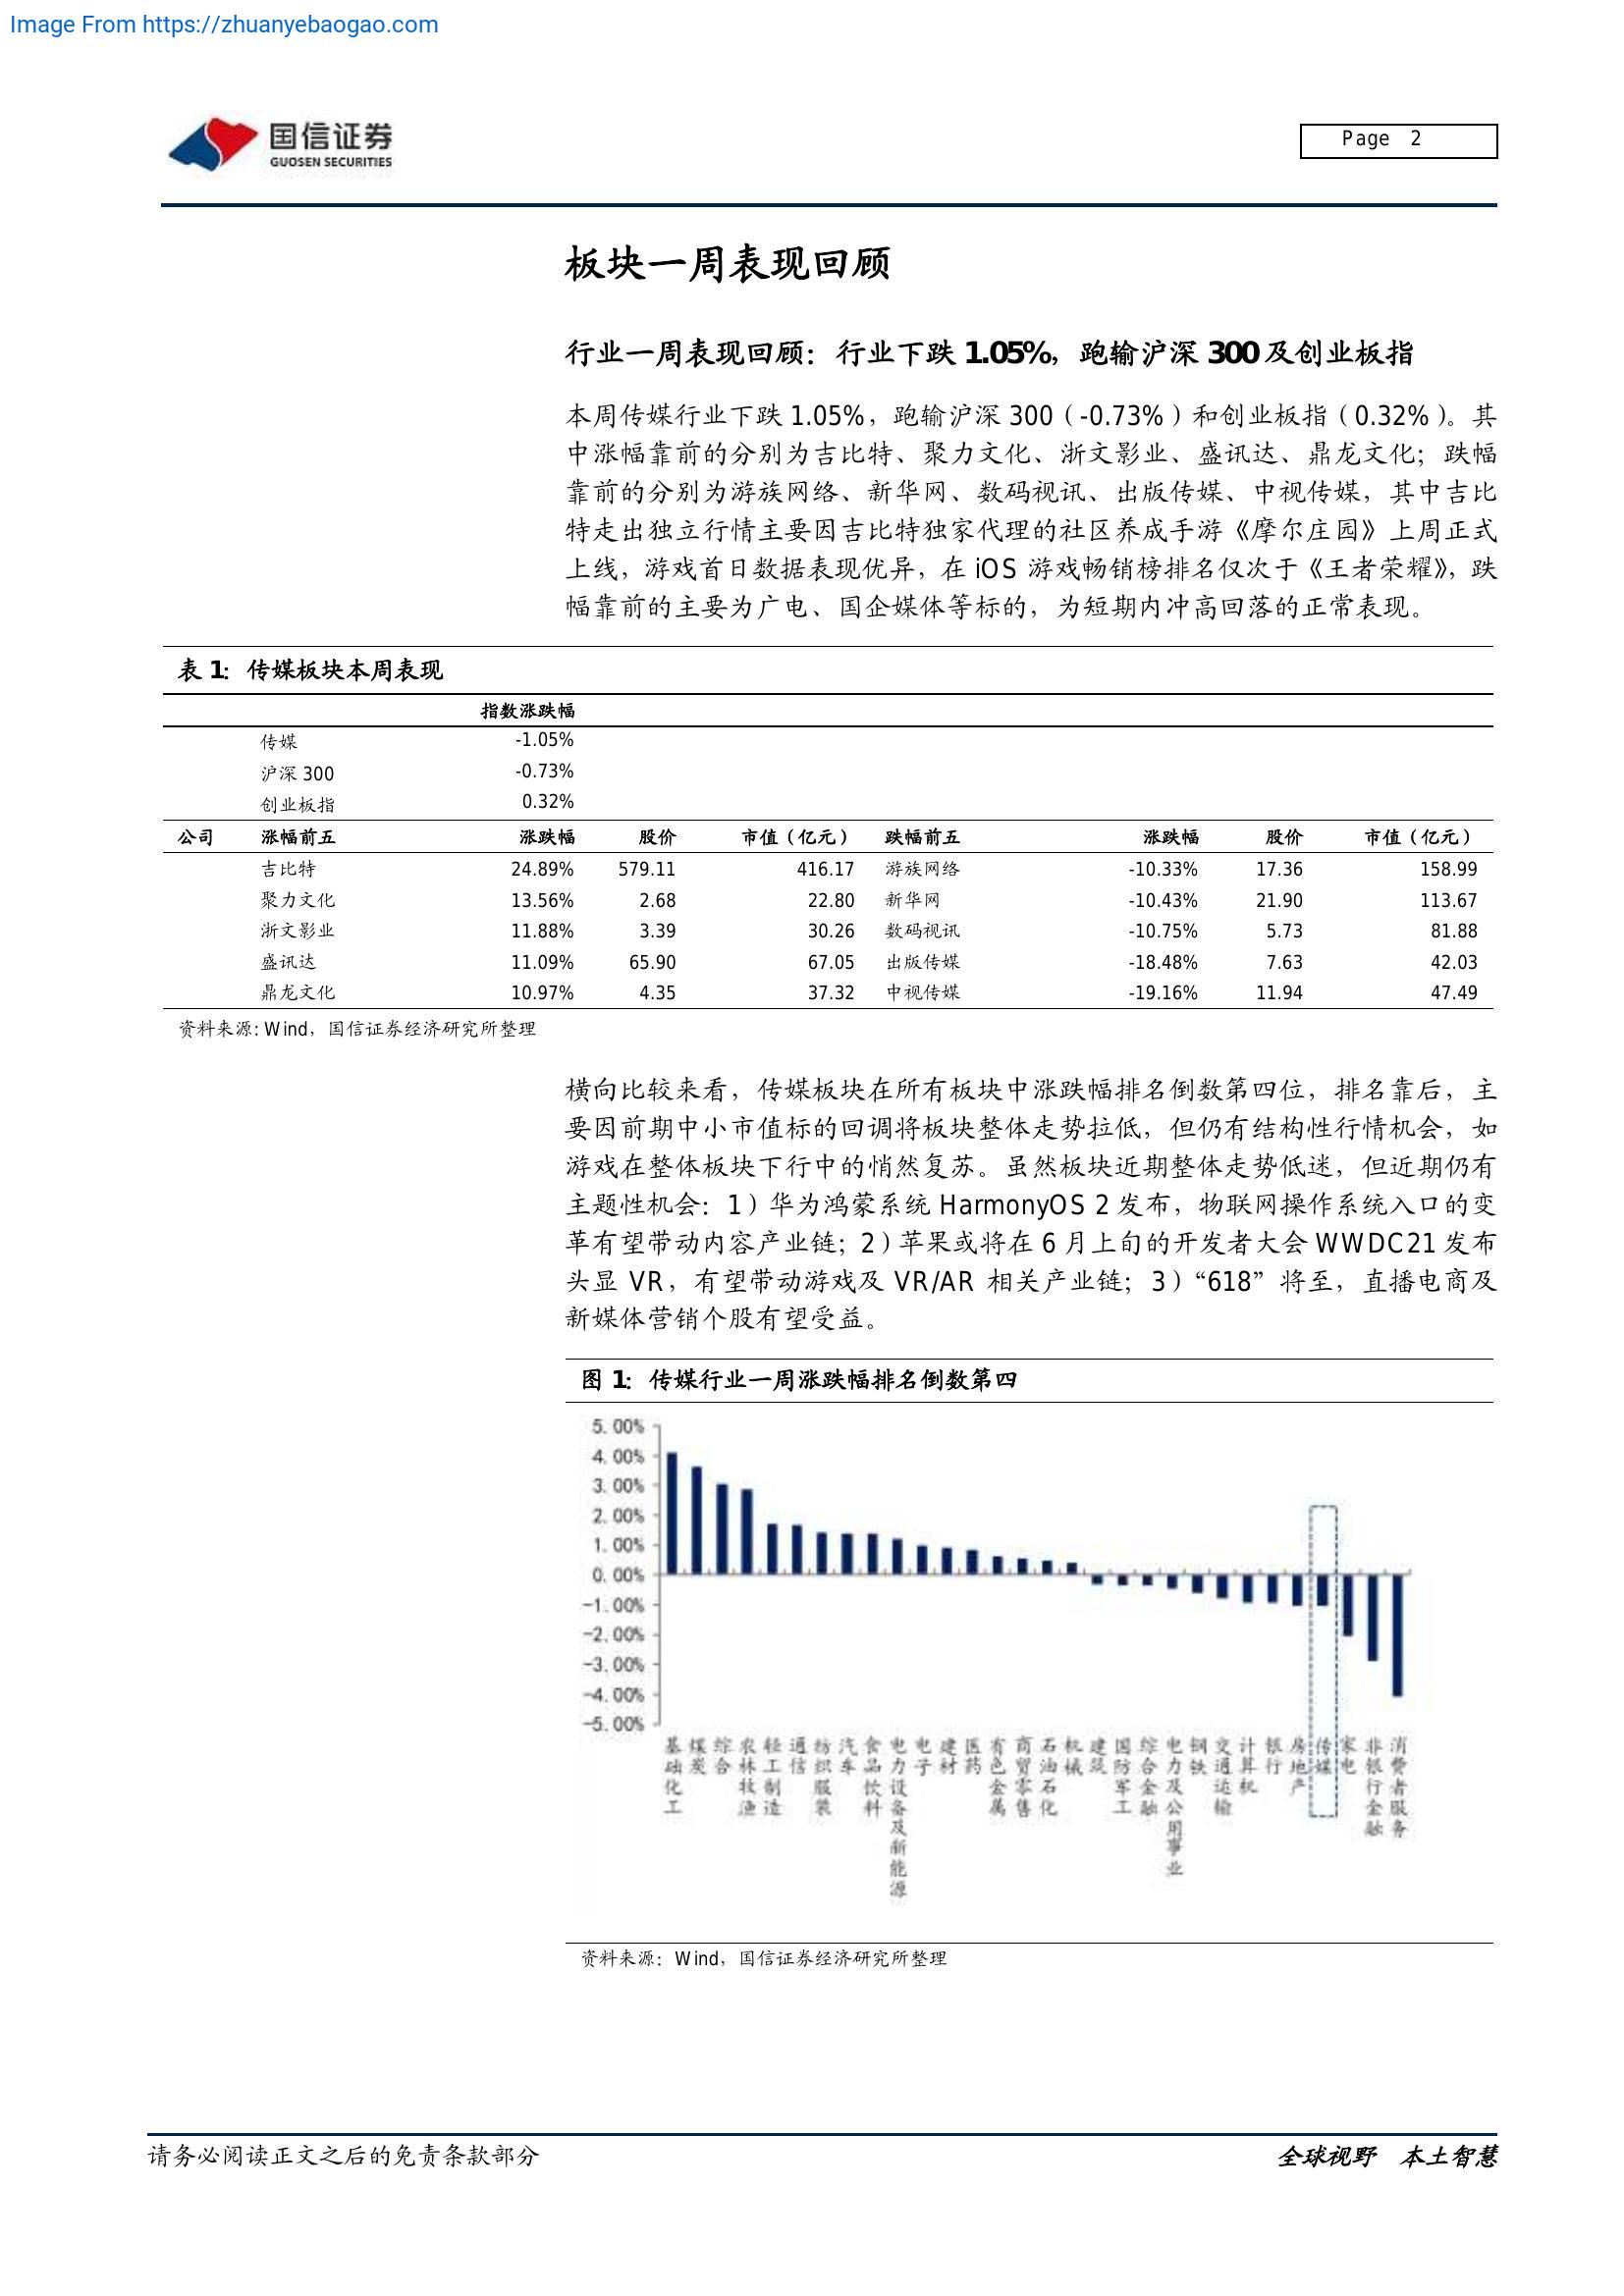 Image From https://zhuanyebaogao.com
国信证券
GUOSEN SECURITIES
Page 2
板块一周表现回顾
行业一周表现回顾：行业下跌 1.05%，跑输沪深 300 及创业板指
本周传媒行业下跌 1.05%，跑输沪深 300（-0.73%）和创业板指（0.32%）。其
中涨幅靠前的分别为吉比特、聚力文化、浙文影业、盛讯达、鼎龙文化；跌幅
靠前的分别为游族网络、新华网、数码视讯、出版传媒、中视传媒，其中吉比
特走出独立行情主要因吉比特独家代理的社区养成手游《摩尔庄园》上周正式
上线，游戏首日数据表现优异，在 iOS 游戏畅销榜排名仅次于《王者荣耀》，跌
幅靠前的主要为广电、国企媒体等标的，为短期内冲高回落的正常表现。
表 1：传媒板块本周表现
指数涨跌幅
传媒 -1.05%
沪深 300 -0.73%
创业板指 0.32%
公司 涨幅前五 涨跌幅 股价 市值（亿元） 跌幅前五 涨跌幅 股价 市值（亿元）
吉比特 24.89% 579.11 416.17 游族网络 -10.33% 17.36 158.99
聚力文化 13.56% 2.68 22.80 新华网 -10.43% 21.90 113.67
浙文影业 11.88% 3.39 30.26 数码视讯 -10.75% 5.73 81.88
盛讯达 11.09% 65.90 67.05 出版传媒 -18.48% 7.63 42.03
鼎龙文化 10.97% 4.35 37.32 中视传媒 -19.16% 11.94 47.49
资料来源：Wind，国信证券经济研究所整理
横向比较来看，传媒板块在所有板块中涨跌幅排名倒数第四位，排名靠后，主
要因前期中小市值标的回调将板块整体走势拉低，但仍有结构性行情机会，如
游戏在整体板块下行中的悄然复苏。虽然板块近期整体走势低迷，但近期仍有
主题性机会：1）华为鸿蒙系统 HarmonyOS 2 发布，物联网操作系统入口的变
革有望带动内容产业链；2）苹果或将在 6 月上旬的开发者大会 WWDC21 发布
头显 VR，有望带动游戏及 VR/AR 相关产业链；3）“618”将至，直播电商及
新媒体营销个股有望受益。
图 1：传媒行业一周涨跌幅排名倒数第四
5.00%
4.00%
3.00%
2.00%
1.00%
0.00%
-1.00%
-2.00%
-3.00%
-4.00%
-5.00%
基础化工
煤炭
综合
农林牧渔
轻工制造
通信
纺织服装
汽车
食品饮料
电力设备及新能源
电子
建材
医药
有色金属
商贸零售
石油石化
机械
建筑
国防军工
综合金融
电力及公用事业
钢铁
交通运输
计算机
银行
房地产
传媒
家电
非银行金融
消费者服务
资料来源：Wind，国信证券经济研究所整理
请务必阅读正文之后的免责条款部分
全球视野 本土智慧